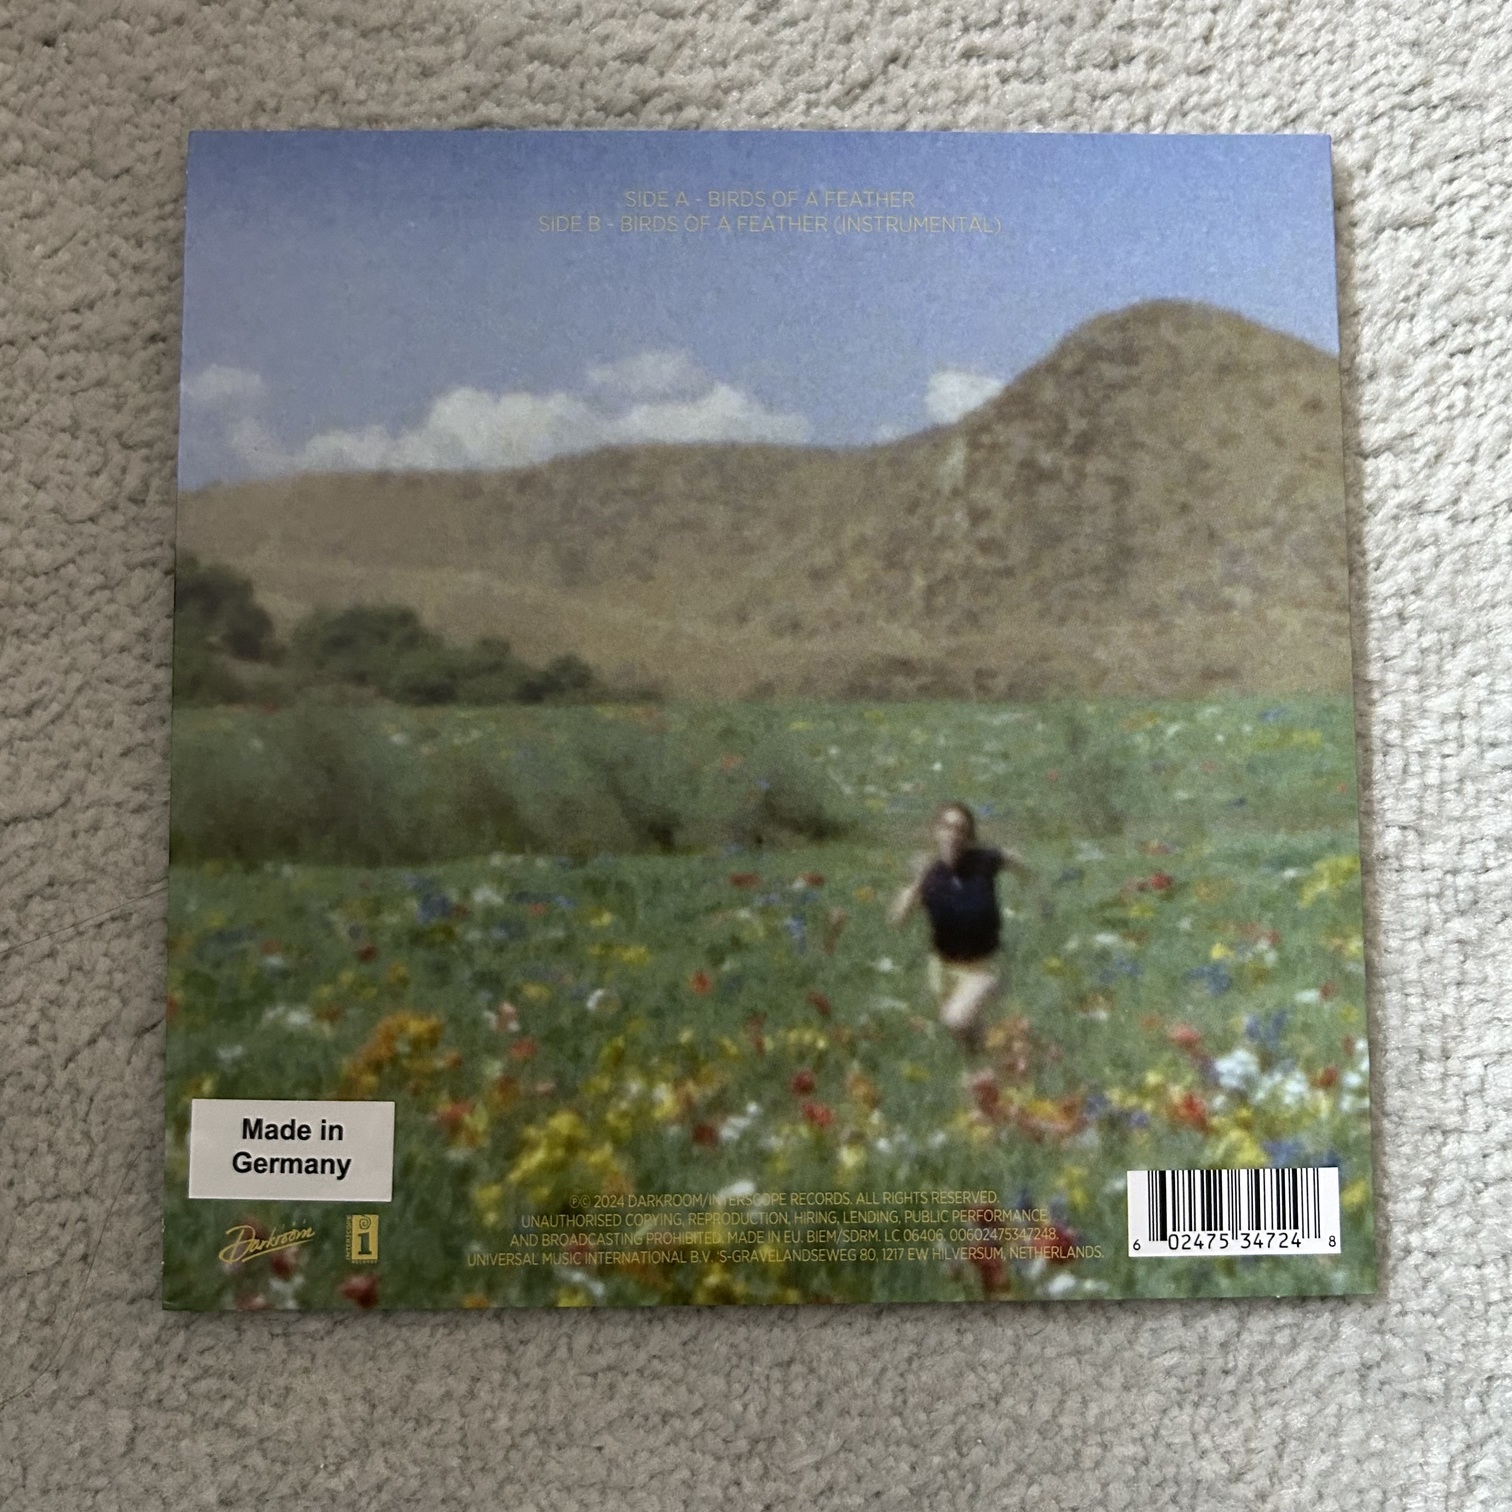 SIDE A - BIRDS OF A FEATHER
SIDE B - BIRDS OF A FEATHER (INSTRUMENTAL)
Made in
Germany
Darkroom
INTERSCOPE
i
RECORDS
℗© 2024 DARKROOM/INTERSCOPE RECORDS. ALL RIGHTS RESERVED.
UNAUTHORISED COPYING, REPRODUCTION, HIRING, LENDING, PUBLIC PERFORMANCE
AND BROADCASTING PROHIBITED. MADE IN EU. BIEM/SDRM. LC 06406. 00602475347248.
UNIVERSAL MUSIC INTERNATIONAL B.V. 'S-GRAVELANDSEWEG 80, 1217 EW HILVERSUM, NETHERLANDS.
6 02475 34724 8